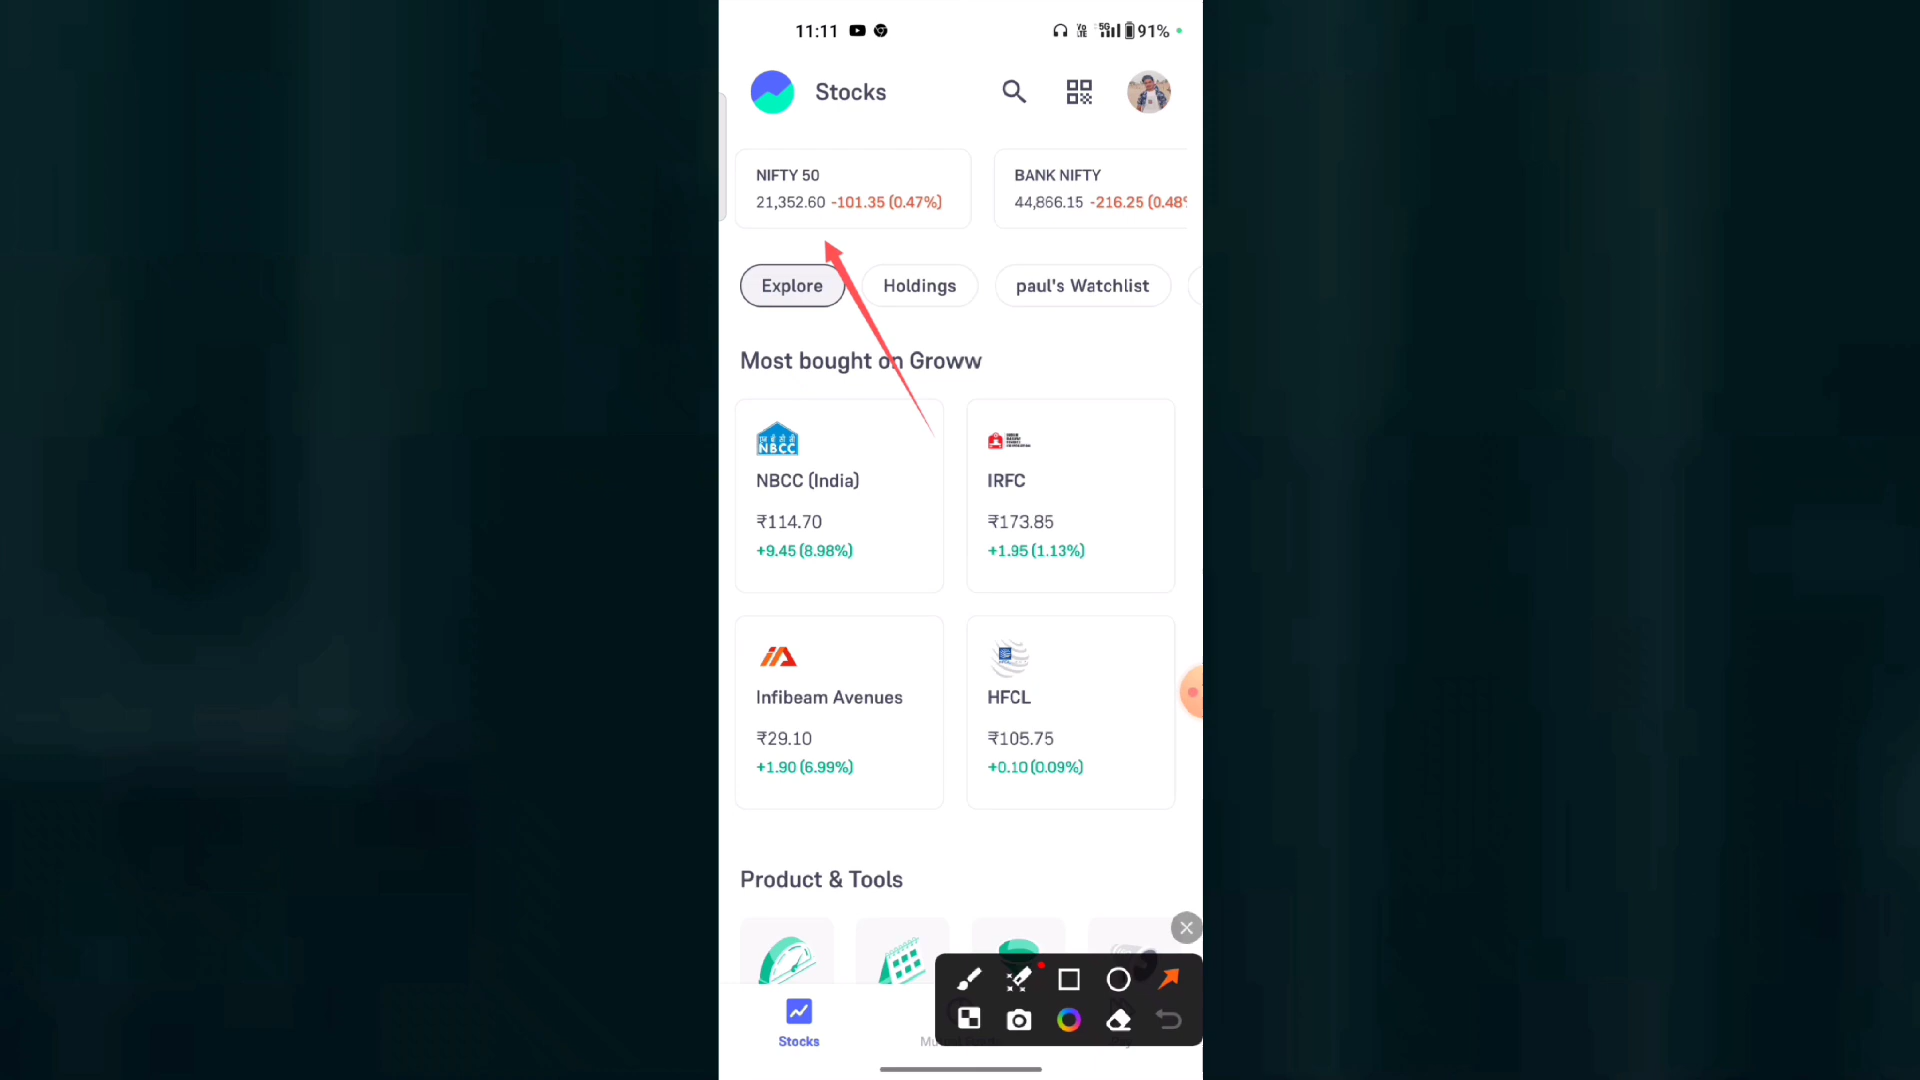 11:11 5G 91%
Stocks
NIFTY 50
21,352.60 -101.35 (0.47%)
BANK NIFTY
44,866.15 -216.25 (0.48%
Explore
Holdings
paul's Watchlist
Most bought on Groww
NBCC
NBCC (India)
₹114.70
+9.45 (8.98%)
IRFC
₹173.85
+1.95 (1.13%)
Infibeam Avenues
₹29.10
+1.90 (6.99%)
HFCL
₹105.75
+0.10 (0.09%)
Product & Tools
Stocks